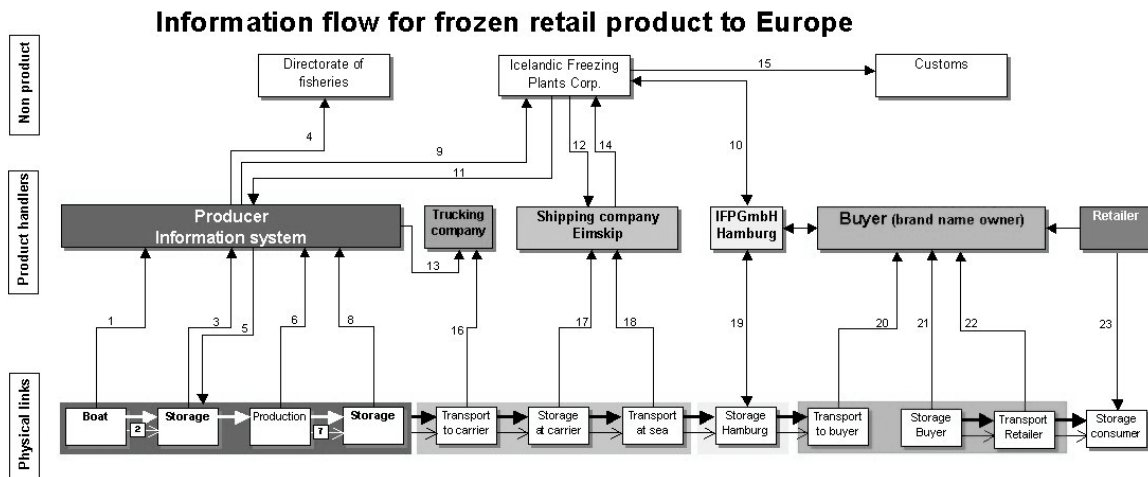 Information flow for frozen retail product to Europe
Non product
Directorate of
fisheries
Icelandic Freezing
Plants Corp.
15
Customs
4
9
11
12
14
10
Product handlers
Producer
Information system
Trucking
company
Shipping company
Eimskip
IFPGmbH
Hamburg
Buyer (brand name owner)
Retailer
13
1
3
5
6
8
16
17
18
19
20
21
22
23
Physical links
Boat
2
Storage
Production
7
Storage
Transport
to carrier
Storage
at carrier
Transport
at sea
Storage
Hamburg
Transport
to buyer
Storage
Buyer
Transport
Retailer
Storage
consumer